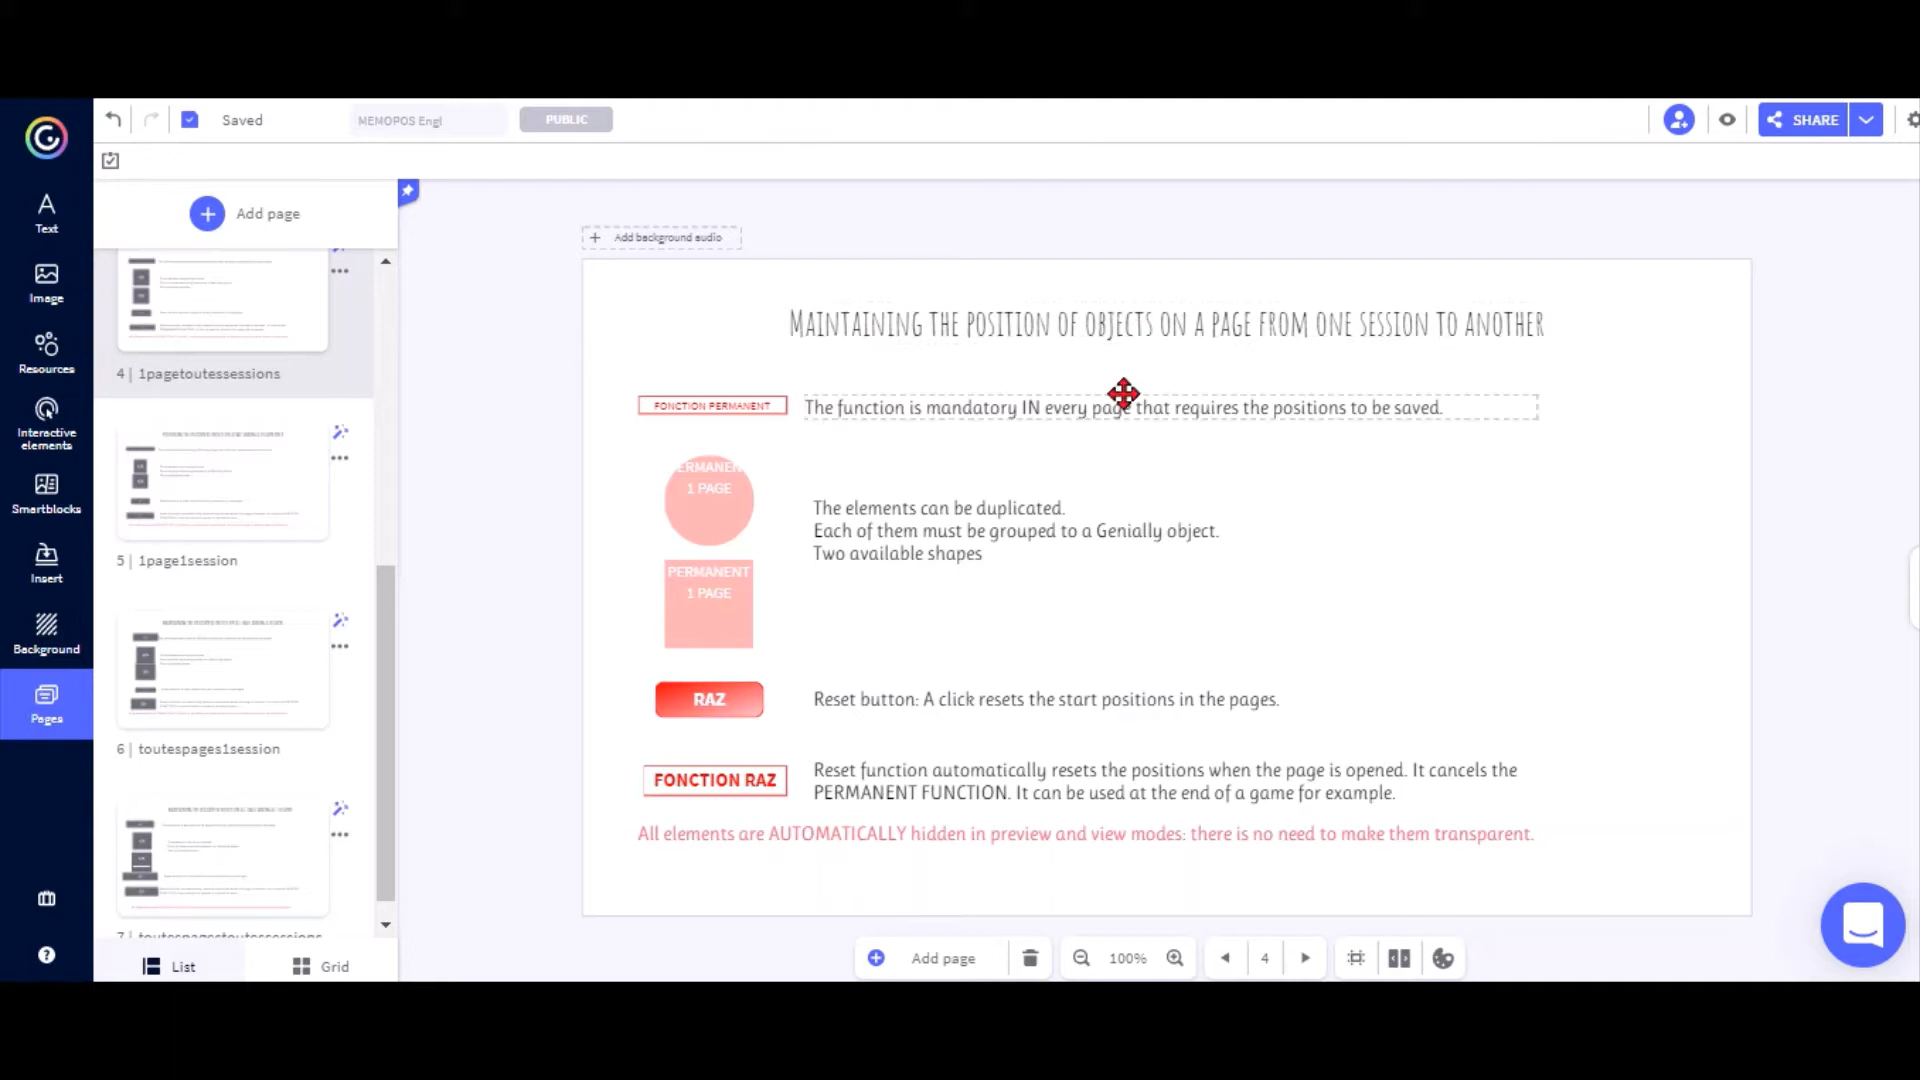 Saved
MEMOPOS Engl
PUBLIC
SHARE
Text
Image
Resources
Interactive
elements
Smartblocks
Insert
Background
Pages
Add page
4 | 1pagetoutessessions
5 | 1page1session
6 | toutespages1session
7 | toutespagestoutessessions
List
Grid
+ Add background audio
MAINTAINING THE POSITION OF OBJECTS ON A PAGE FROM ONE SESSION TO ANOTHER
FONCTION PERMANENT
The function is mandatory IN every page that requires the positions to be saved.
PERMANENT
1 PAGE
The elements can be duplicated.
Each of them must be grouped to a Genially object.
Two available shapes
PERMANENT
1 PAGE
RAZ
Reset button: A click resets the start positions in the pages.
FONCTION RAZ
Reset function automatically resets the positions when the page is opened. It cancels the
PERMANENT FUNCTION. It can be used at the end of a game for example.
All elements are AUTOMATICALLY hidden in preview and view modes: there is no need to make them transparent.
Add page
100%
4